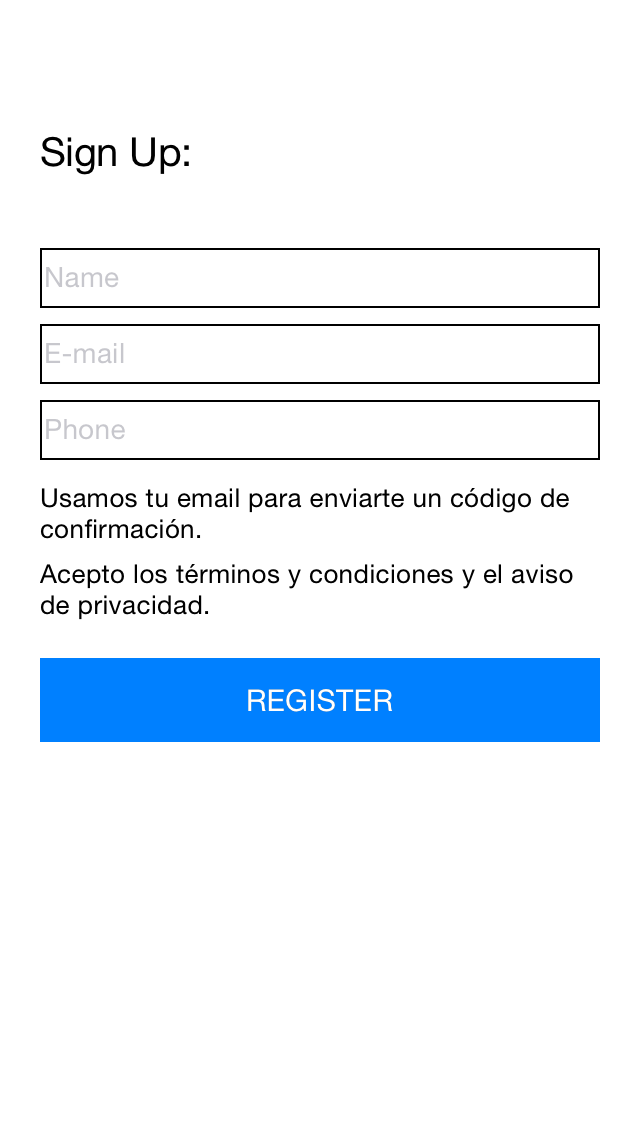 Sign Up:
Name
E-mail
Phone
Usamos tu email para enviarte un código de
confirmación.
Acepto los términos y condiciones y el aviso
de privacidad.
REGISTER